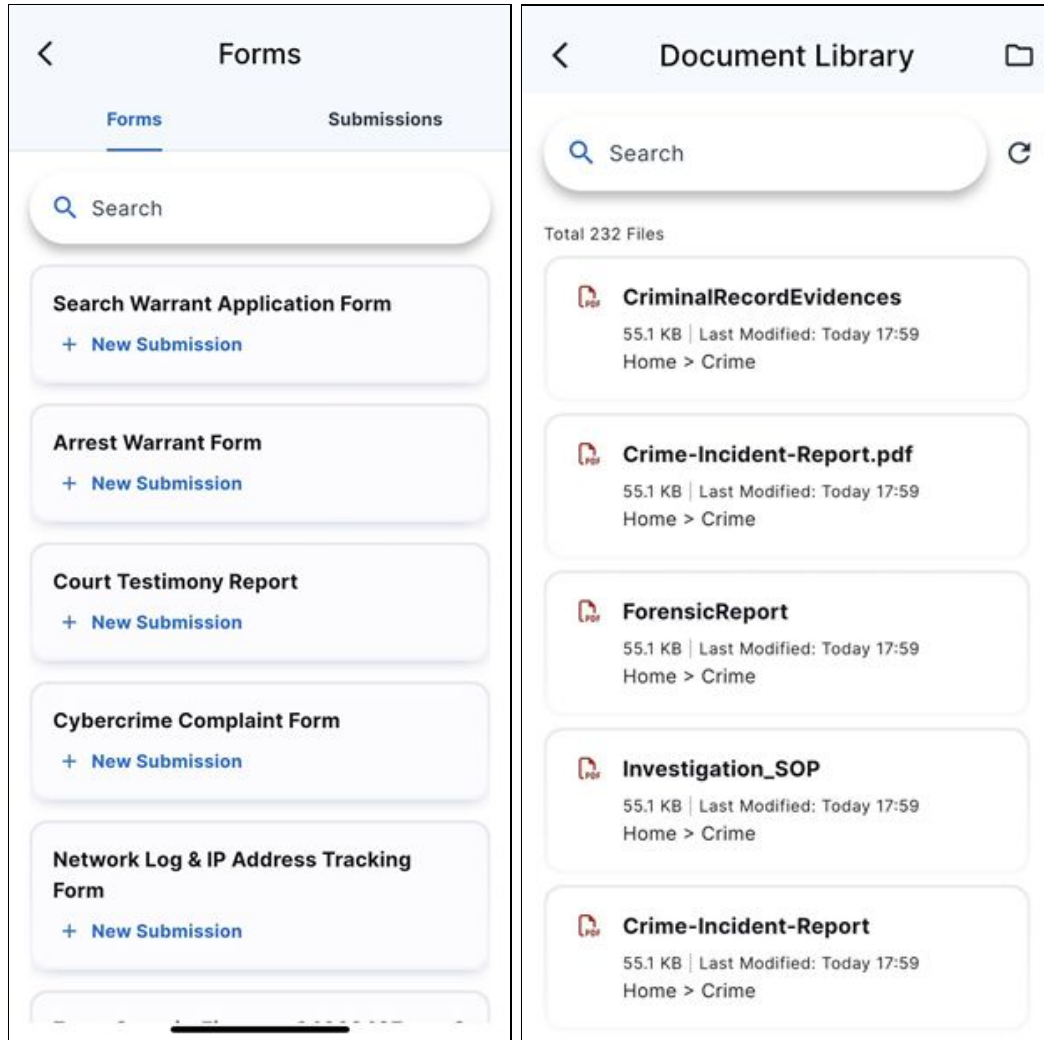 Forms
Forms
Submissions
Search
Search Warrant Application Form
+ New Submission
Arrest Warrant Form
+ New Submission
Court Testimony Report
+ New Submission
Cybercrime Complaint Form
+ New Submission
Network Log & IP Address Tracking
Form
+ New Submission
Document Library
Search
Total 232 Files
PDF
CriminalRecordEvidences
55.1 KB | Last Modified: Today 17:59
Home > Crime
PDF
Crime-Incident-Report.pdf
55.1 KB | Last Modified: Today 17:59
Home > Crime
PDF
ForensicReport
55.1 KB | Last Modified: Today 17:59
Home > Crime
PDF
Investigation_SOP
55.1 KB | Last Modified: Today 17:59
Home > Crime
PDF
Crime-Incident-Report
55.1 KB | Last Modified: Today 17:59
Home > Crime